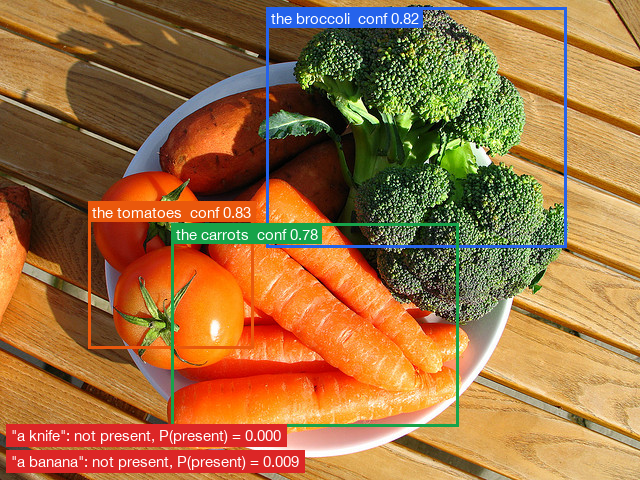 the broccoli conf 0.82
the tomatoes conf 0.83
the carrots conf 0.78
"a knife": not present, P(present) = 0.000
"a banana": not present, P(present) = 0.009